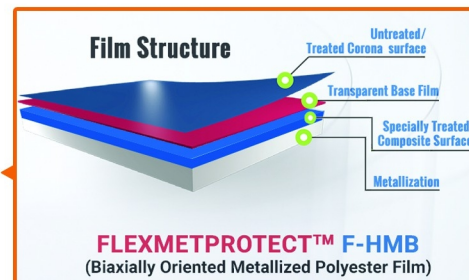 Film Structure
Untreated/
Treated Corona surface
Transparent Base Film
Specially Treated
Composite Surface
Metallization
FLEXMETPROTECT™ F-HMB
(Biaxially Oriented Metallized Polyester Film)